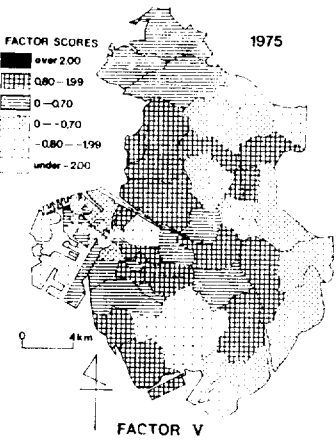 FACTOR SCORES
1975
over 2.00
0,80 - 1,99
0 - 0,70
0 - -0,70
-0,80 - -1,99
under - 2.00
0 4 km
FACTOR V